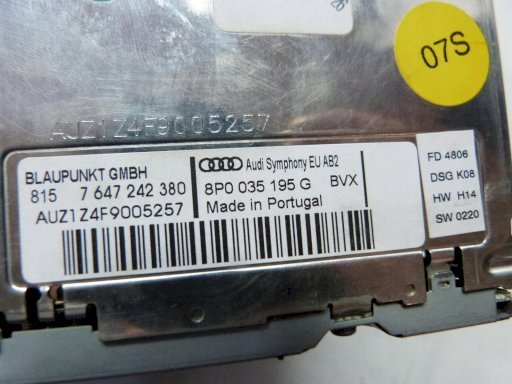 07S
AUZ1Z4F9005257
BLAUPUNKT GMBH
815 7 647 242 380
AUZ1Z4F9005257
Audi Symphony EU AB2
8P0 035 195 G BVX
Made in Portugal
FD 4806
DSG K08
HW H14
SW 0220